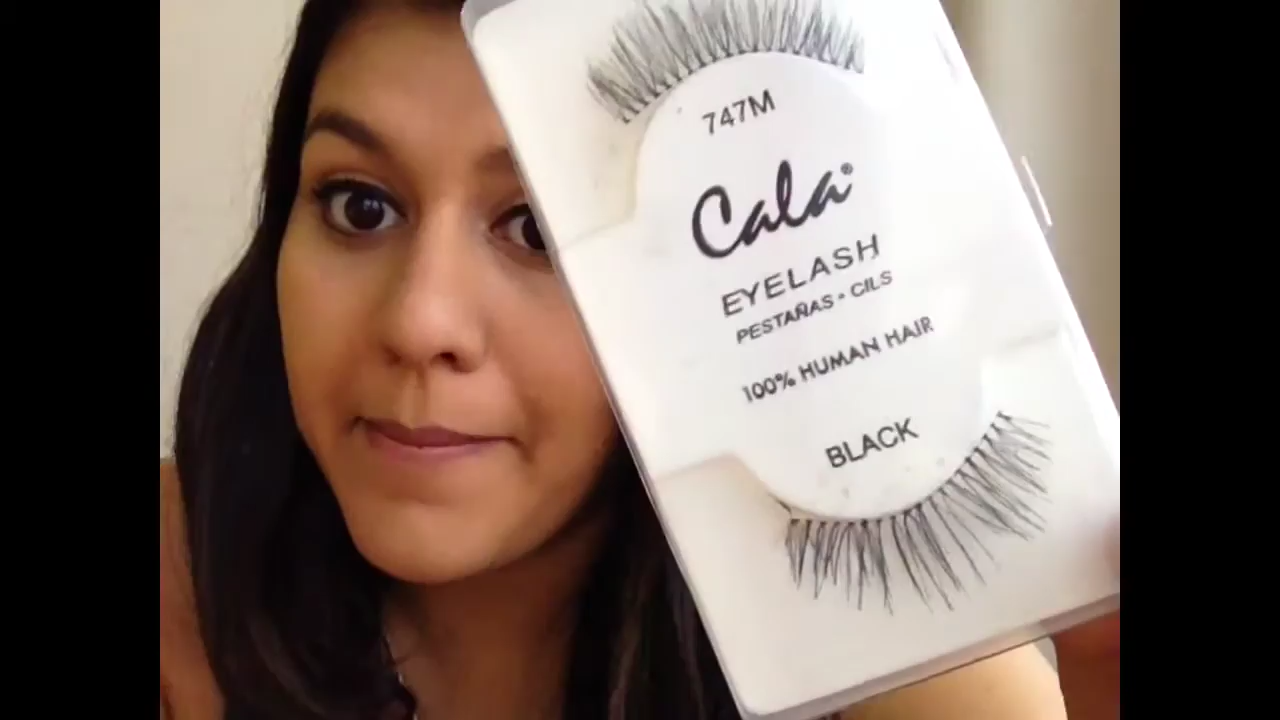 747M
Cala®
EYELASH
PESTAÑAS • CILS
100% HUMAN HAIR
BLACK